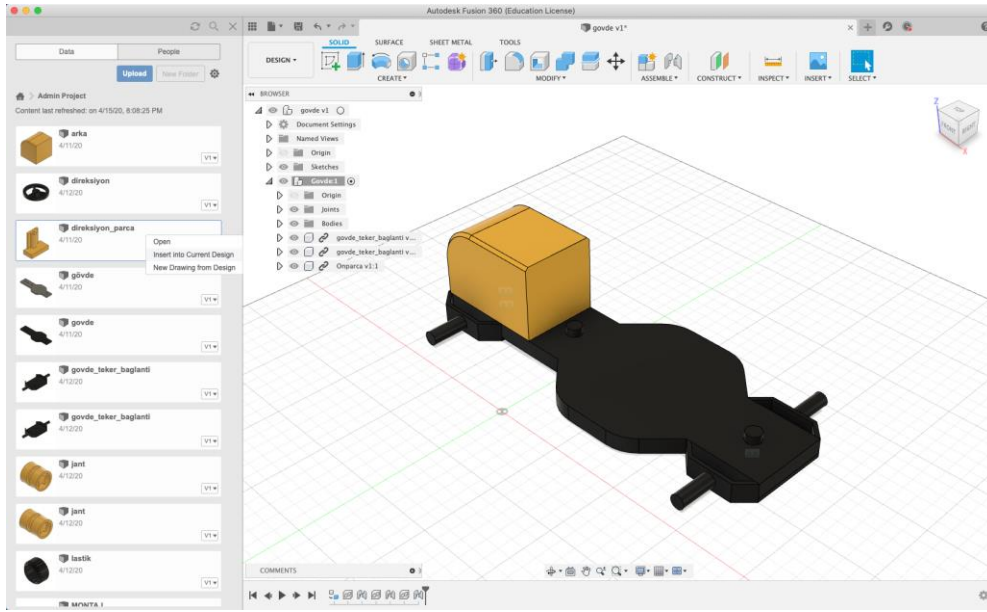 Autodesk Fusion 360 (Education License)
govde v1*
Data People
Upload New Folder
Admin Project
Content last refreshed: on 4/15/20, 8:08:25 PM
arka
4/11/20
V1
direksiyon
4/12/20
V1
direksiyon_parca
4/11/20
Open
Insert into Current Design
New Drawing from Design
gövde
4/11/20
V1
govde
4/11/20
V1
govde_teker_baglanti
4/12/20
V1
govde_teker_baglanti
4/12/20
V1
jant
4/12/20
V1
jant
4/12/20
V1
lastik
4/12/20
V1
DESIGN
SOLID SURFACE SHEET METAL TOOLS
CREATE MODIFY ASSEMBLE CONSTRUCT INSPECT INSERT SELECT
BROWSER
govde v1
Document Settings
Named Views
Origin
Sketches
Govde:1
Origin
Joints
Bodies
govde_teker_baglanti v...
govde_teker_baglanti v...
Onparca v1:1
Z
TOP
FRONT RIGHT
X
COMMENTS